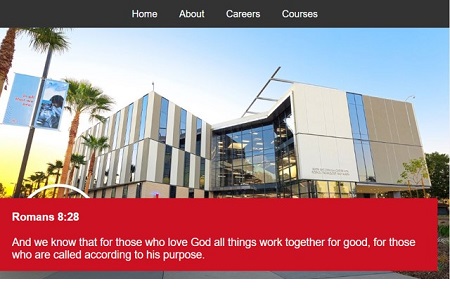 Home About Careers Courses
Romans 8:28
And we know that for those who love God all things work together for good, for those
who are called according to his purpose.